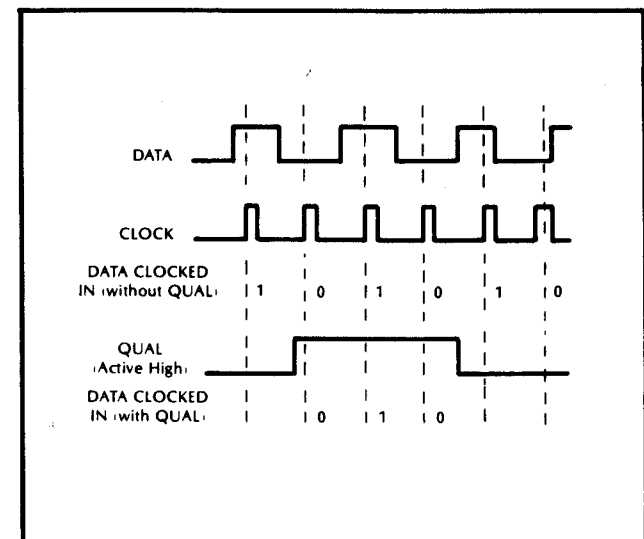 DATA
CLOCK
DATA CLOCKED
IN (without QUAL)
1 0 1 0 1 0
QUAL
(Active High)
DATA CLOCKED
IN (with QUAL)
0 1 0